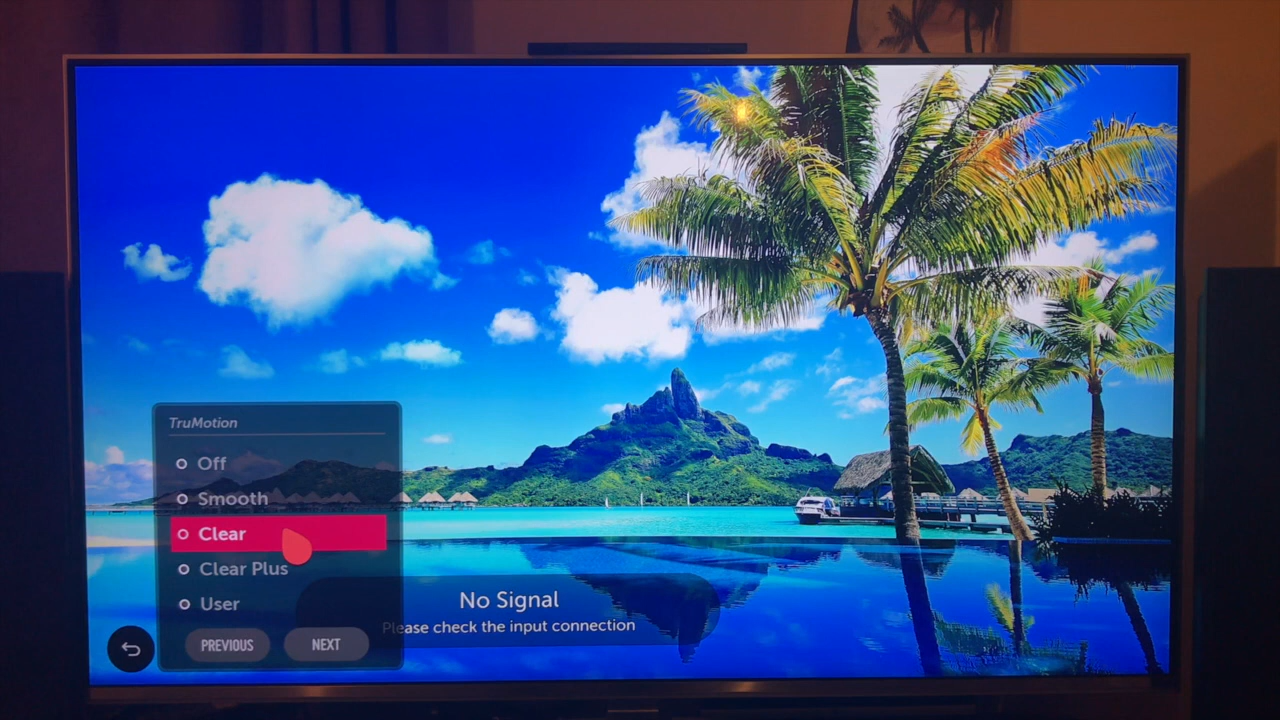 TruMotion
Off
Smooth
Clear
Clear Plus
User
PREVIOUS NEXT
No Signal
Please check the input connection